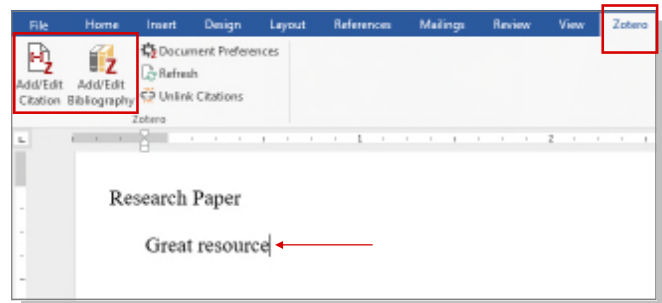 File Home Insert Design Layout References Mailings Review View Zotero
Add/Edit Citation
Add/Edit Bibliography
Document Preferences
Refresh
Unlink Citations
Zotero
1 2
Research Paper
Great resource